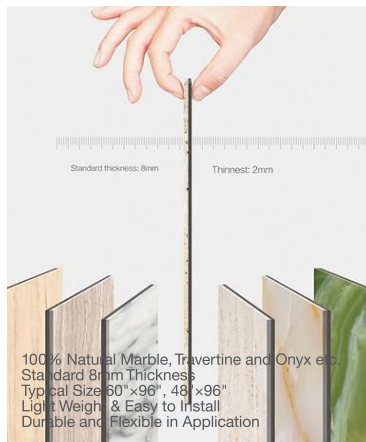 Standard thickness: 8mm
Thinnest: 2mm
100% Natural Marble, Travertine and Onyx etc.
Standard 8mm Thickness
Typical Size 60"×96", 48"×96"
Light Weight & Easy to Install
Durable and Flexible in Application